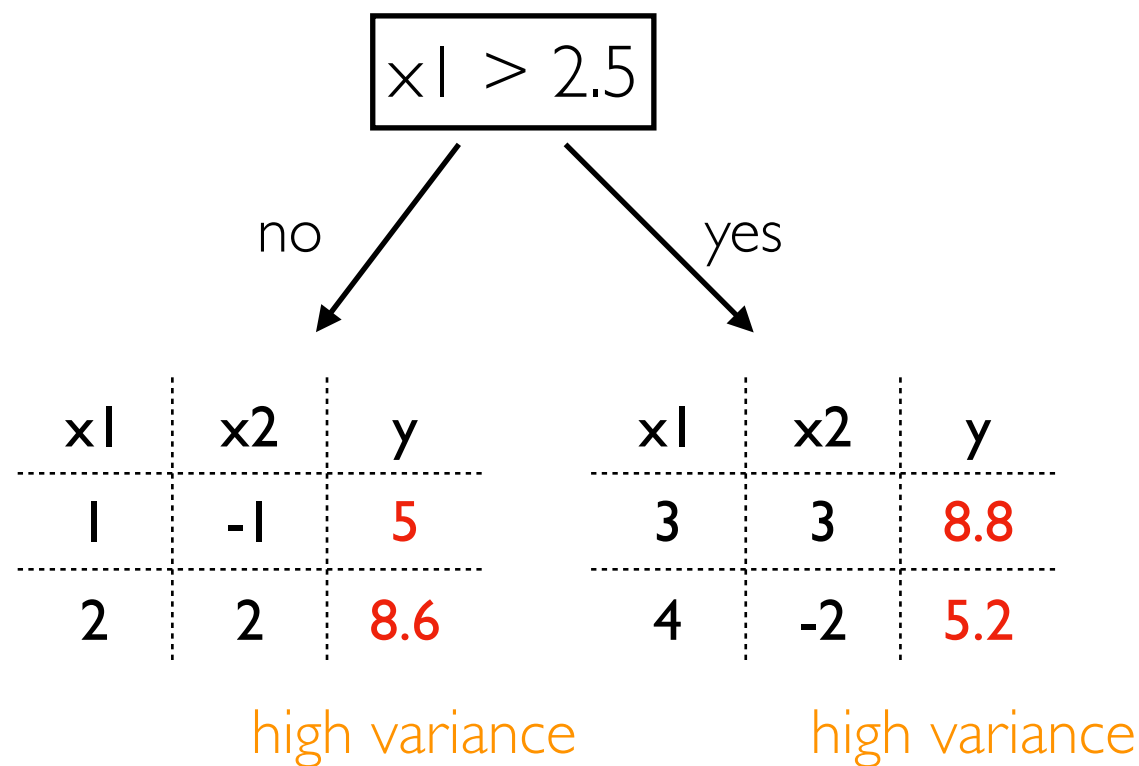 x1 > 2.5
no yes
x1 x2 y
1 -1 5
2 2 8.6
high variance
x1 x2 y
3 3 8.8
4 -2 5.2
high variance